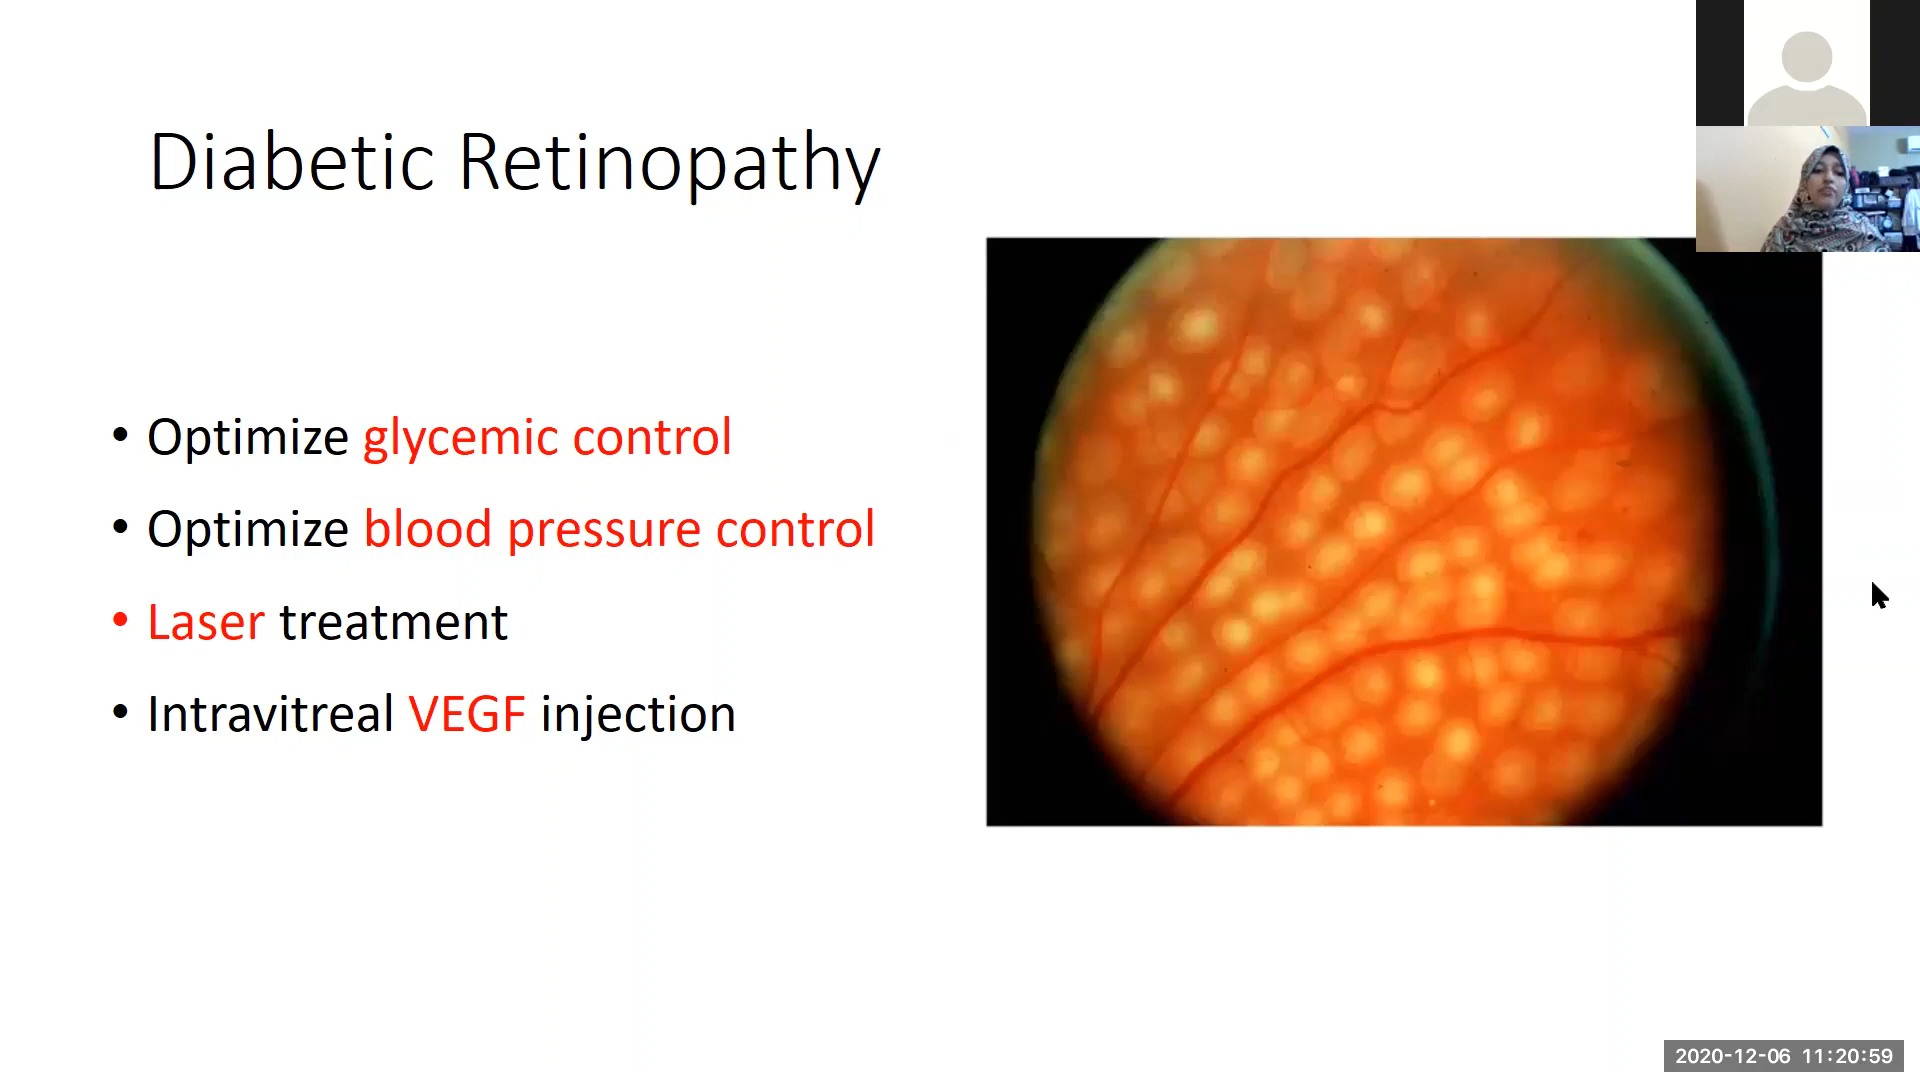 Diabetic Retinopathy
• Optimize glycemic control
• Optimize blood pressure control
• Laser treatment
• Intravitreal VEGF injection
2020-12-06 11:20:59